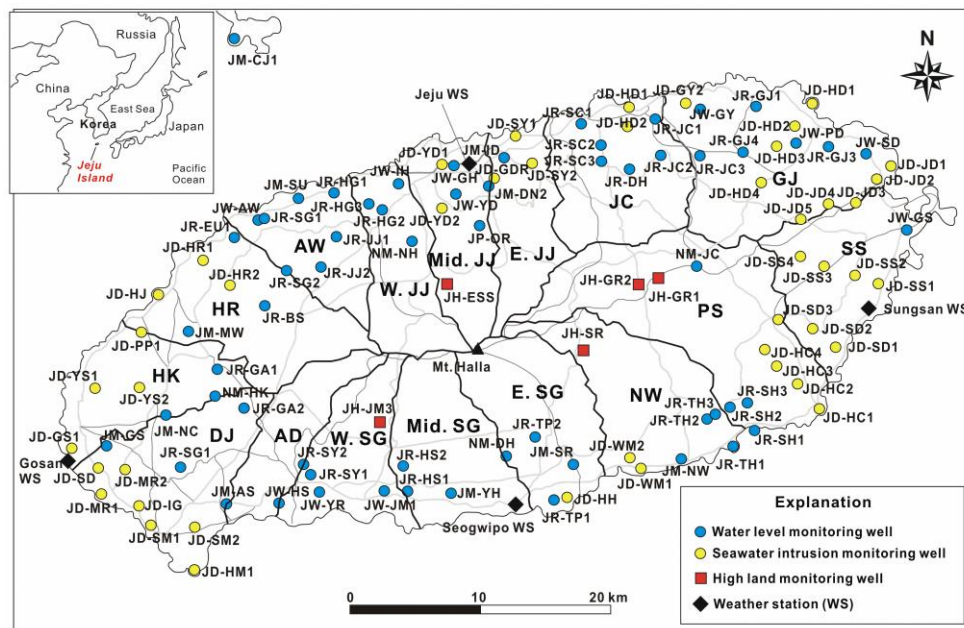 Russia
China
East Sea
Korea
Japan
Jeju
Island
Pacific
Ocean
JM-CJ1
N
Jeju WS
JD-SY1
JR-SC1
JD-HD1
JD-GY2
JR-GJ1
JD-HD1
JW-GY
JD-HD2
JR-JC1
JD-HD2
JW-PD
JW-SD
JD-YD1
JM-ID
JR-SC2
JR-GJ4
JD-GDR
JD-SY2
JR-SC3
JD-HD3
JR-GJ3
JW-IH
JW-GH
JM-DN2
JR-DH
JR-JC2
JR-JC3
GJ
JD-JD1
JD-JD2
JM-SU
JR-HG1
JR-HG3
JW-YD
JC
JD-HD4
JD-JD4
JD-JD3
JW-AW
JR-SG1
JR-HG2
JD-YD2
JD-JD5
JW-GS
JR-EU1
AW
JR-JJ1
NM-NH
JP-OR
NM-JC
SS
JD-HR1
Mid. JJ
E. JJ
JD-SS4
JD-SS2
JD-HR2
JR-SG2
JR-JJ2
W. JJ
JH-GR2
JD-SS3
JD-HJ
JH-ESS
JH-GR1
JD-SS1
HR
JR-BS
PS
Sungsan WS
JM-MW
JH-SR
JD-SD3
JD-SD2
JD-PP1
Mt. Halla
JD-SD1
HK
JR-GA1
JD-HC4
JD-YS1
JD-HC3
JD-YS2
NM-HK
E. SG
NW
JR-SH3
JD-HC2
JR-GA2
JH-JM3
JR-TH3
JM-NC
JR-TH2
JR-SH2
JD-HC1
JD-GS1
JM-GS
DJ
AD
W. SG
Mid. SG
JR-TP2
JR-SH1
Gosan
WS
JR-SG1
JR-SY2
NM-DH
JD-WM2
JD-SD
JD-MR2
JR-HS2
JM-SR
JM-NW
JR-TH1
JR-SY1
JR-HS1
JD-WM1
JD-MR1
JD-IG
JM-AS
JW-HS
JW-YR
JW-JM1
JM-YH
JD-HH
JR-TP1
Seogwipo WS
JD-SM1
JD-SM2
JD-HM1
Explanation
Water level monitoring well
Seawater intrusion monitoring well
High land monitoring well
Weather station (WS)
0
10
20 km